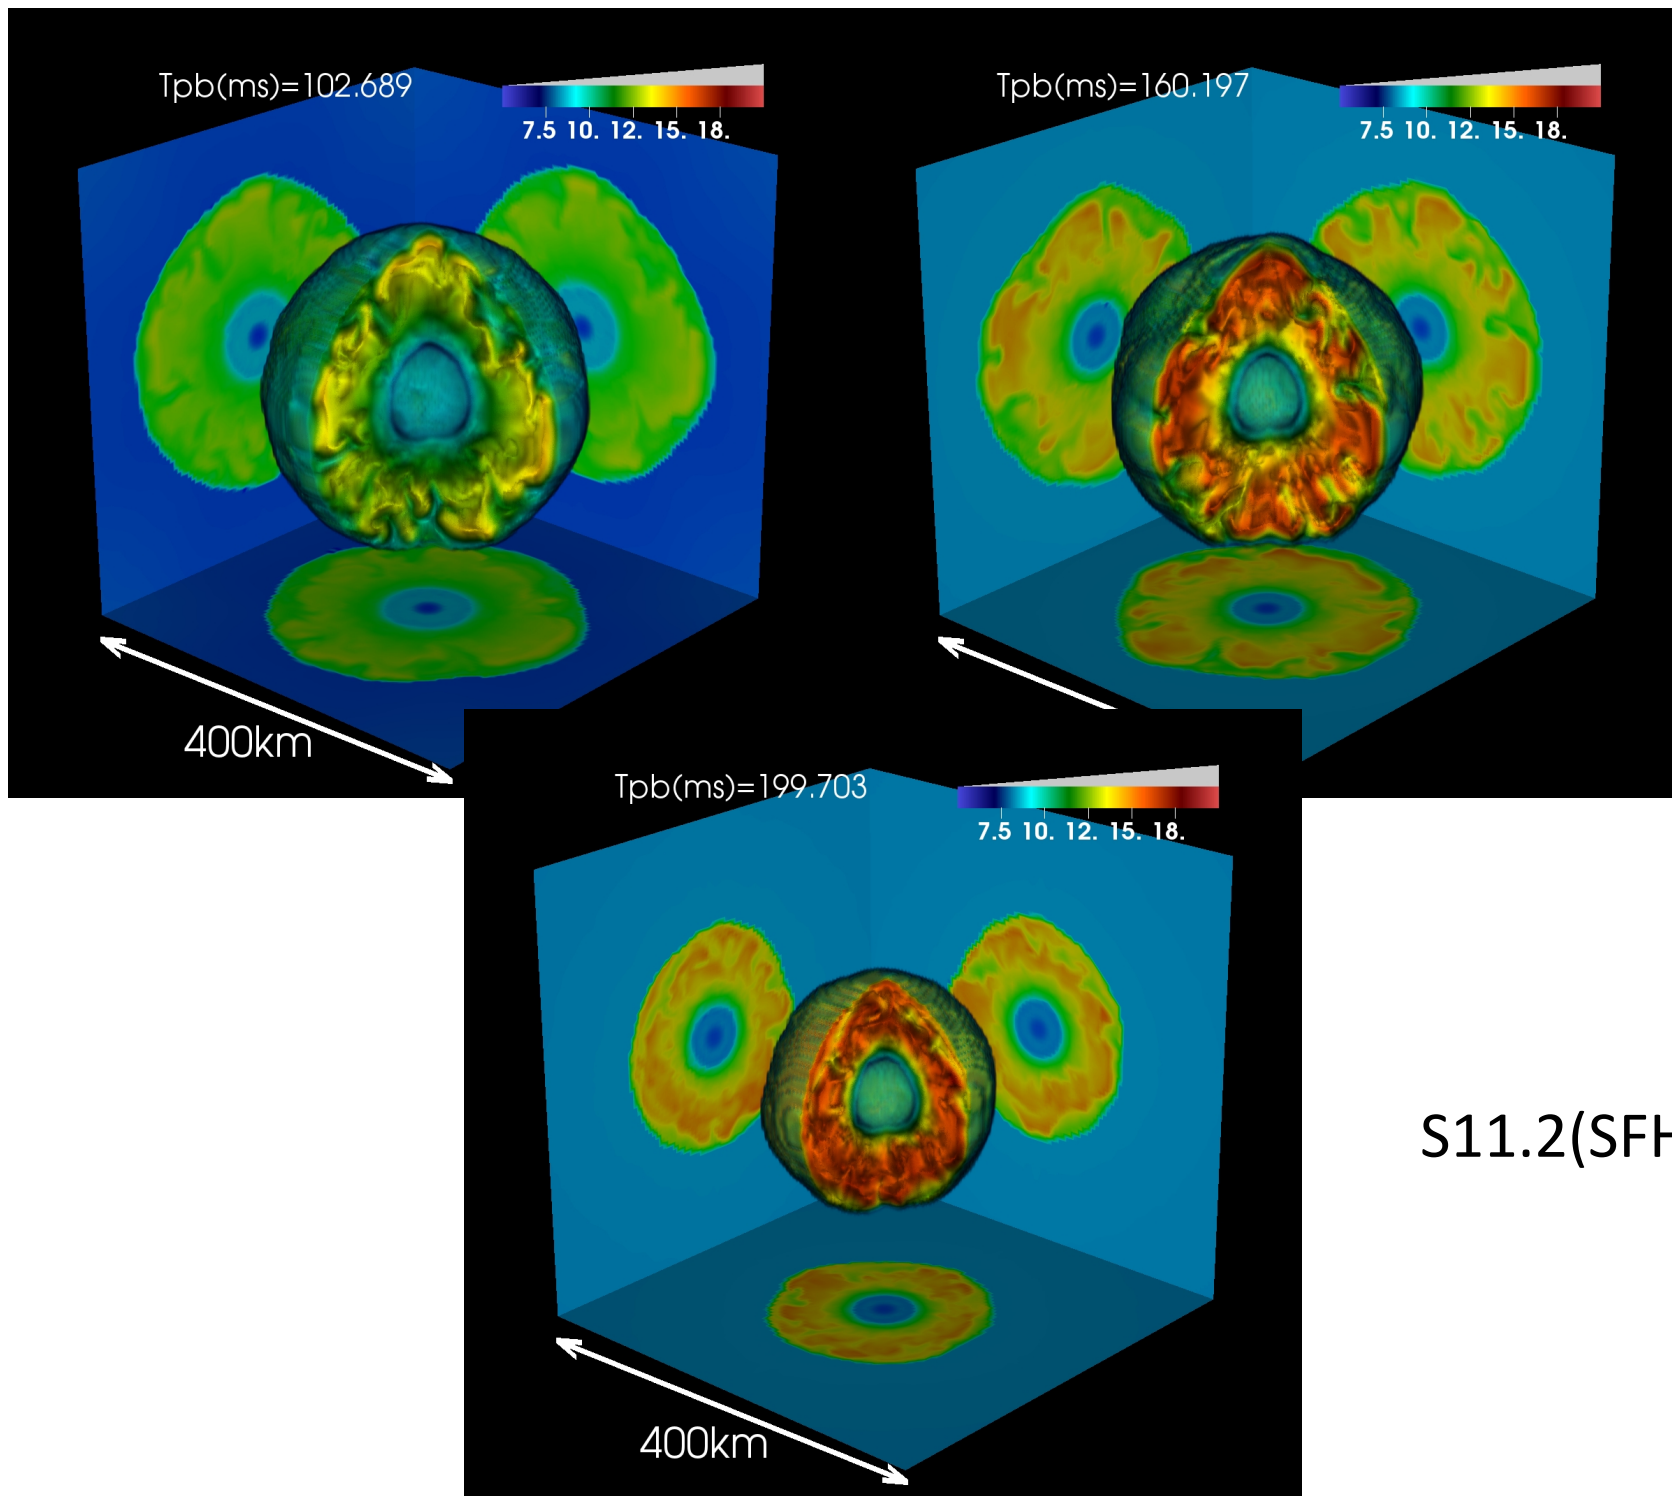 Tpb(ms)=102.689
7.5 10. 12. 15. 18.
400km
Tpb(ms)=160.197
7.5 10. 12. 15. 18.
Tpb(ms)=199.703
7.5 10. 12. 15. 18.
400km
S11.2(SFH